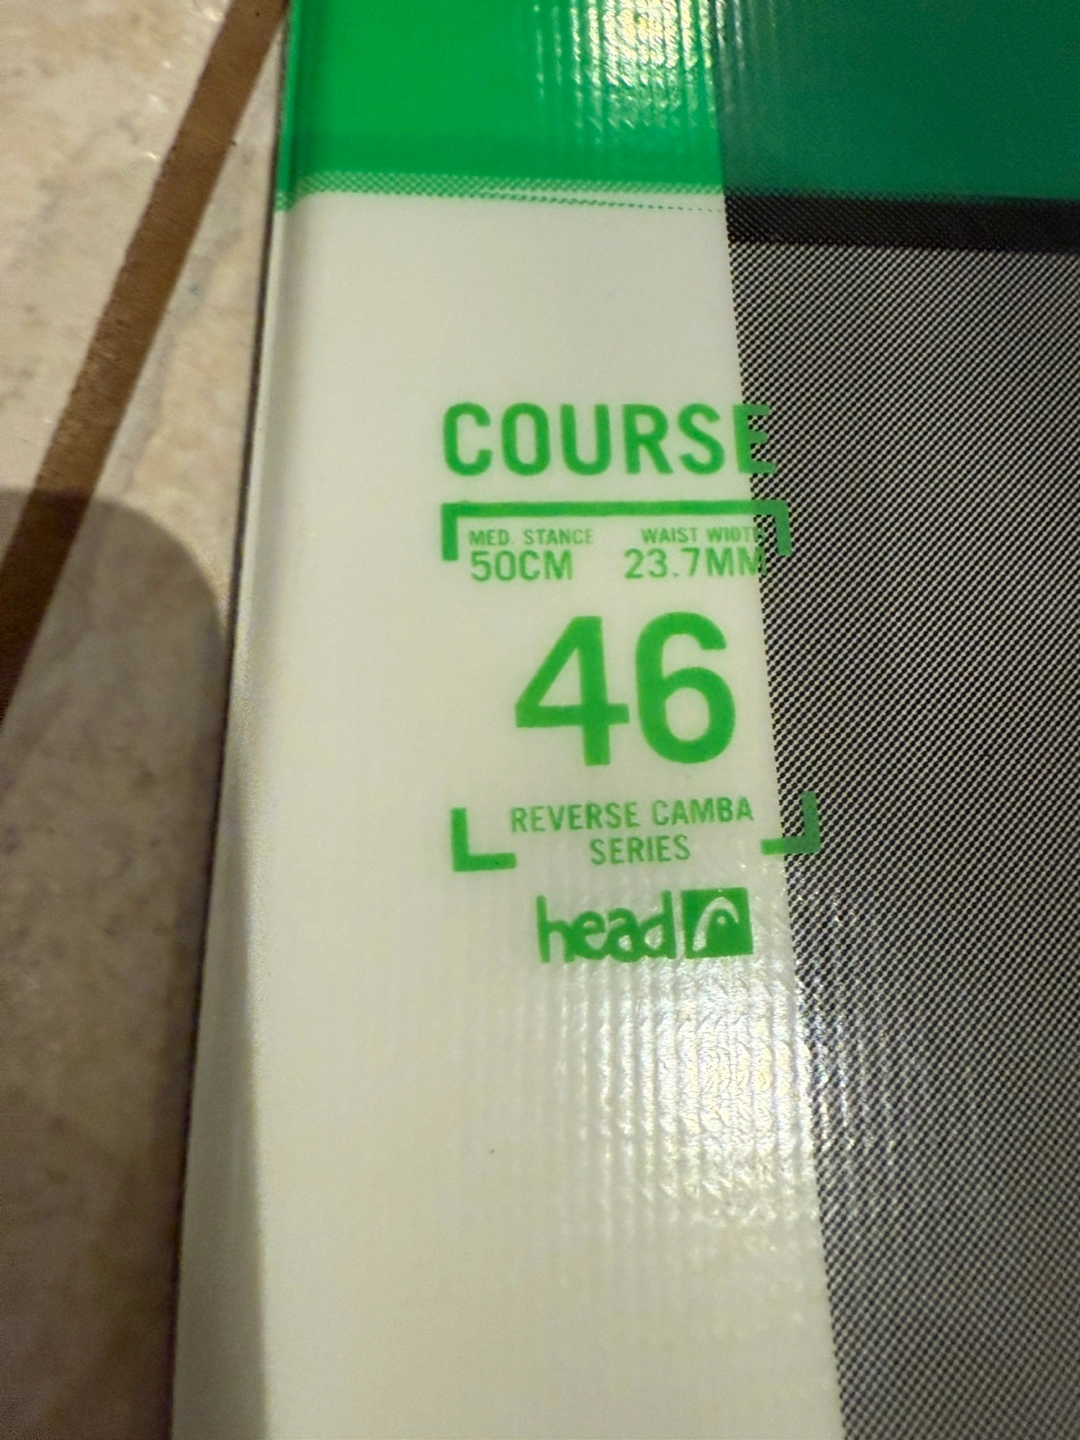 COURSE
MED. STANCE WAIST WIDTH
50CM 23.7MM
46
REVERSE CAMBA
SERIES
head